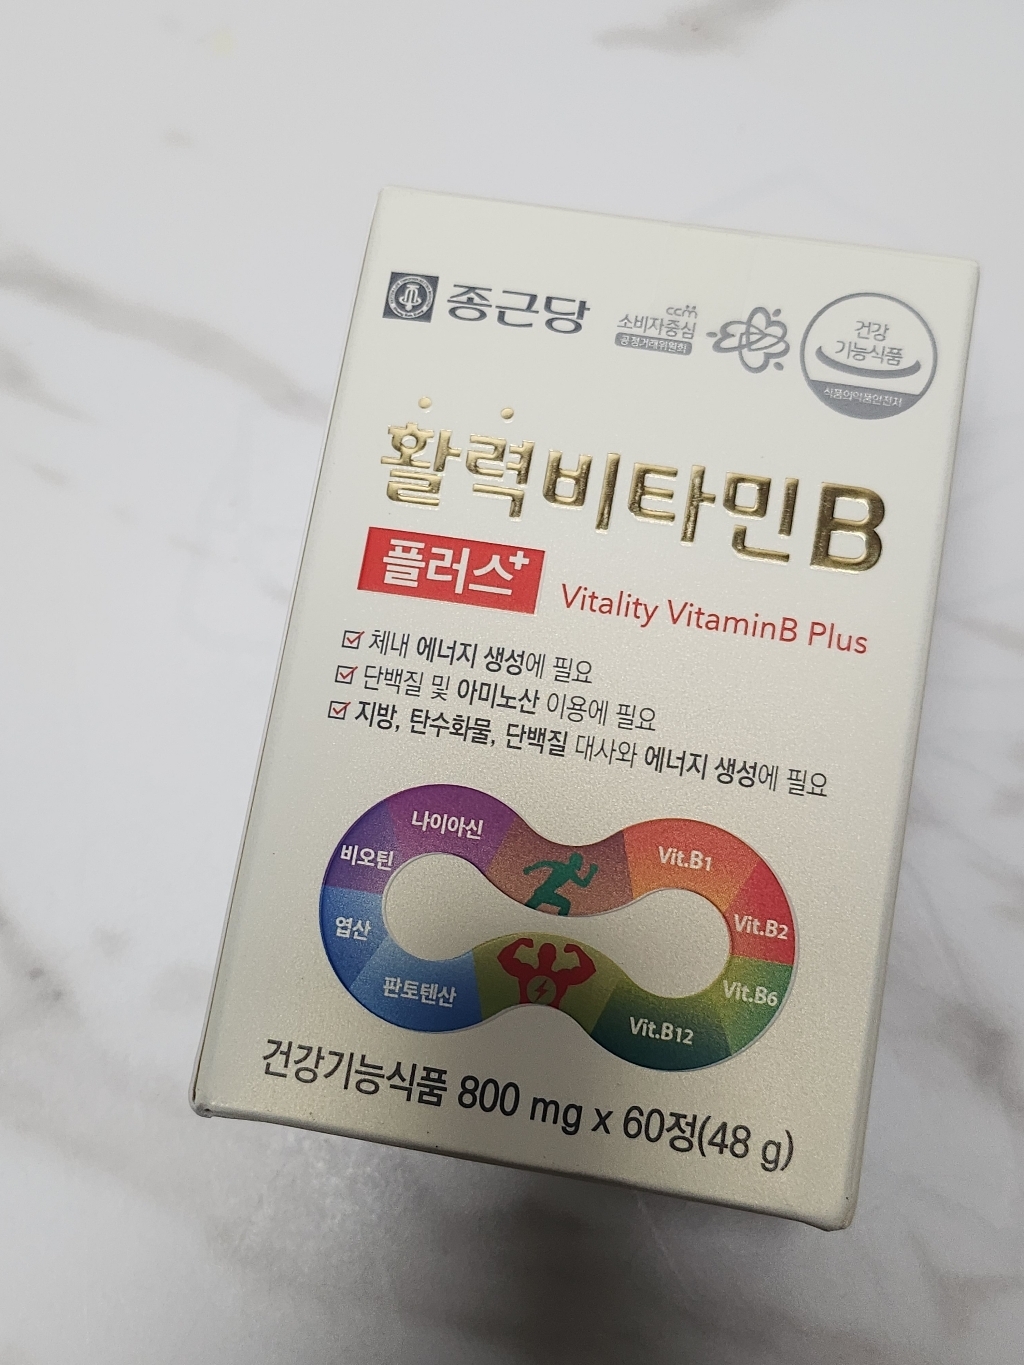 종근당
ccm
소비자중심
공정거래위원회
건강
기능식품
식품의약품안전처
활력비타민B
플러스+
Vitality VitaminB Plus
체내 에너지 생성에 필요
단백질 및 아미노산 이용에 필요
지방, 탄수화물, 단백질 대사와 에너지 생성에 필요
나이아신
비오틴
엽산
판토텐산
Vit.B1
Vit.B2
Vit.B6
Vit.B12
건강기능식품 800 mg x 60정(48 g)